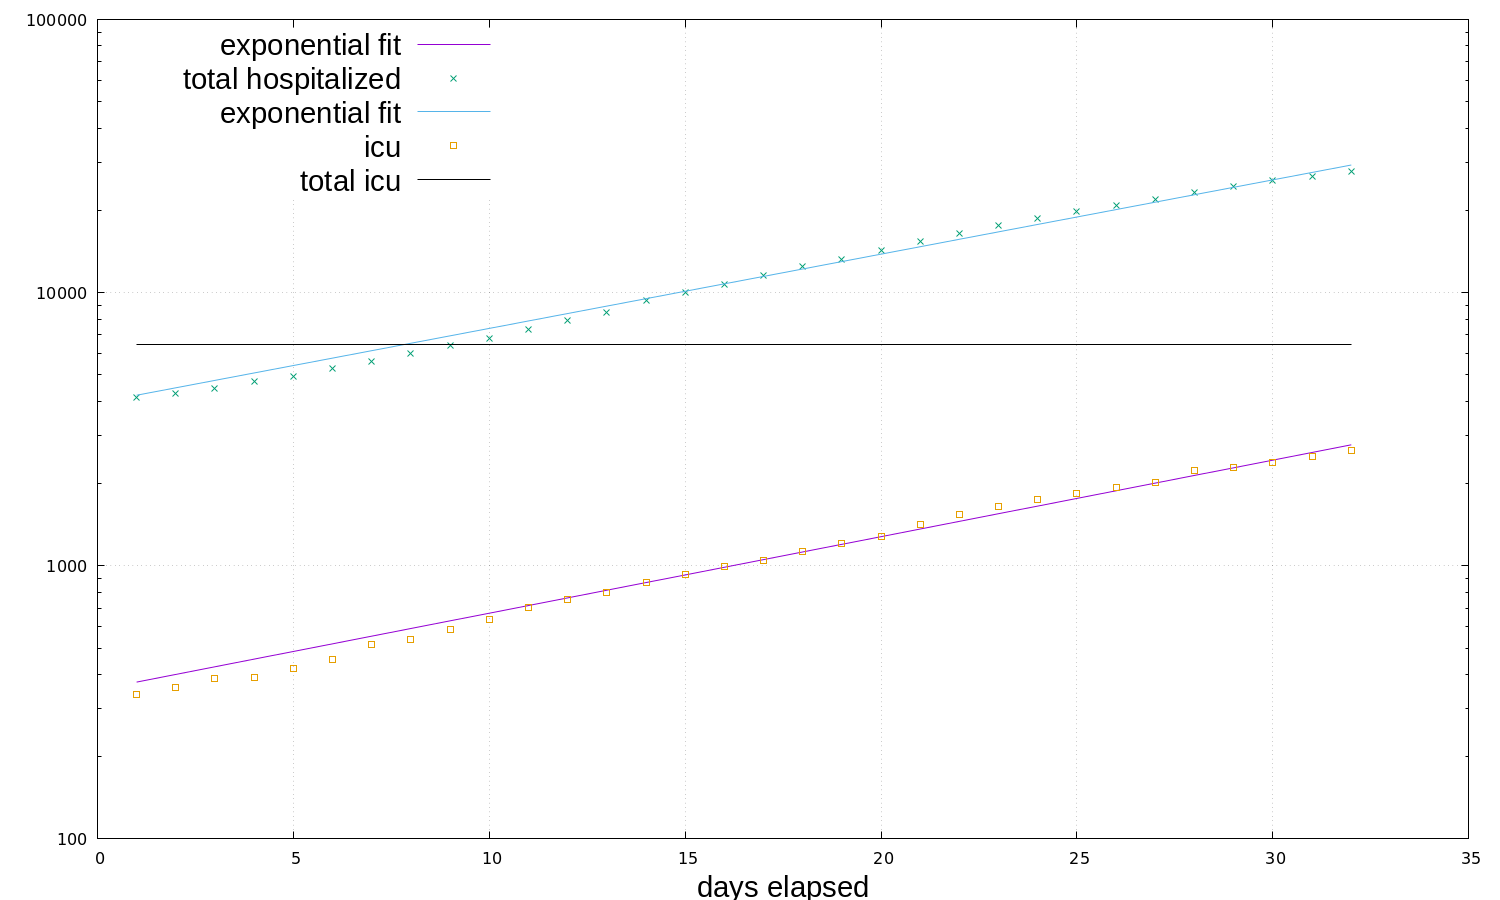 100000
exponential fit
total hospitalized
exponential fit
icu
total icu
10000
1000
100
0 5 10 15 20 25 30 35
days elapsed